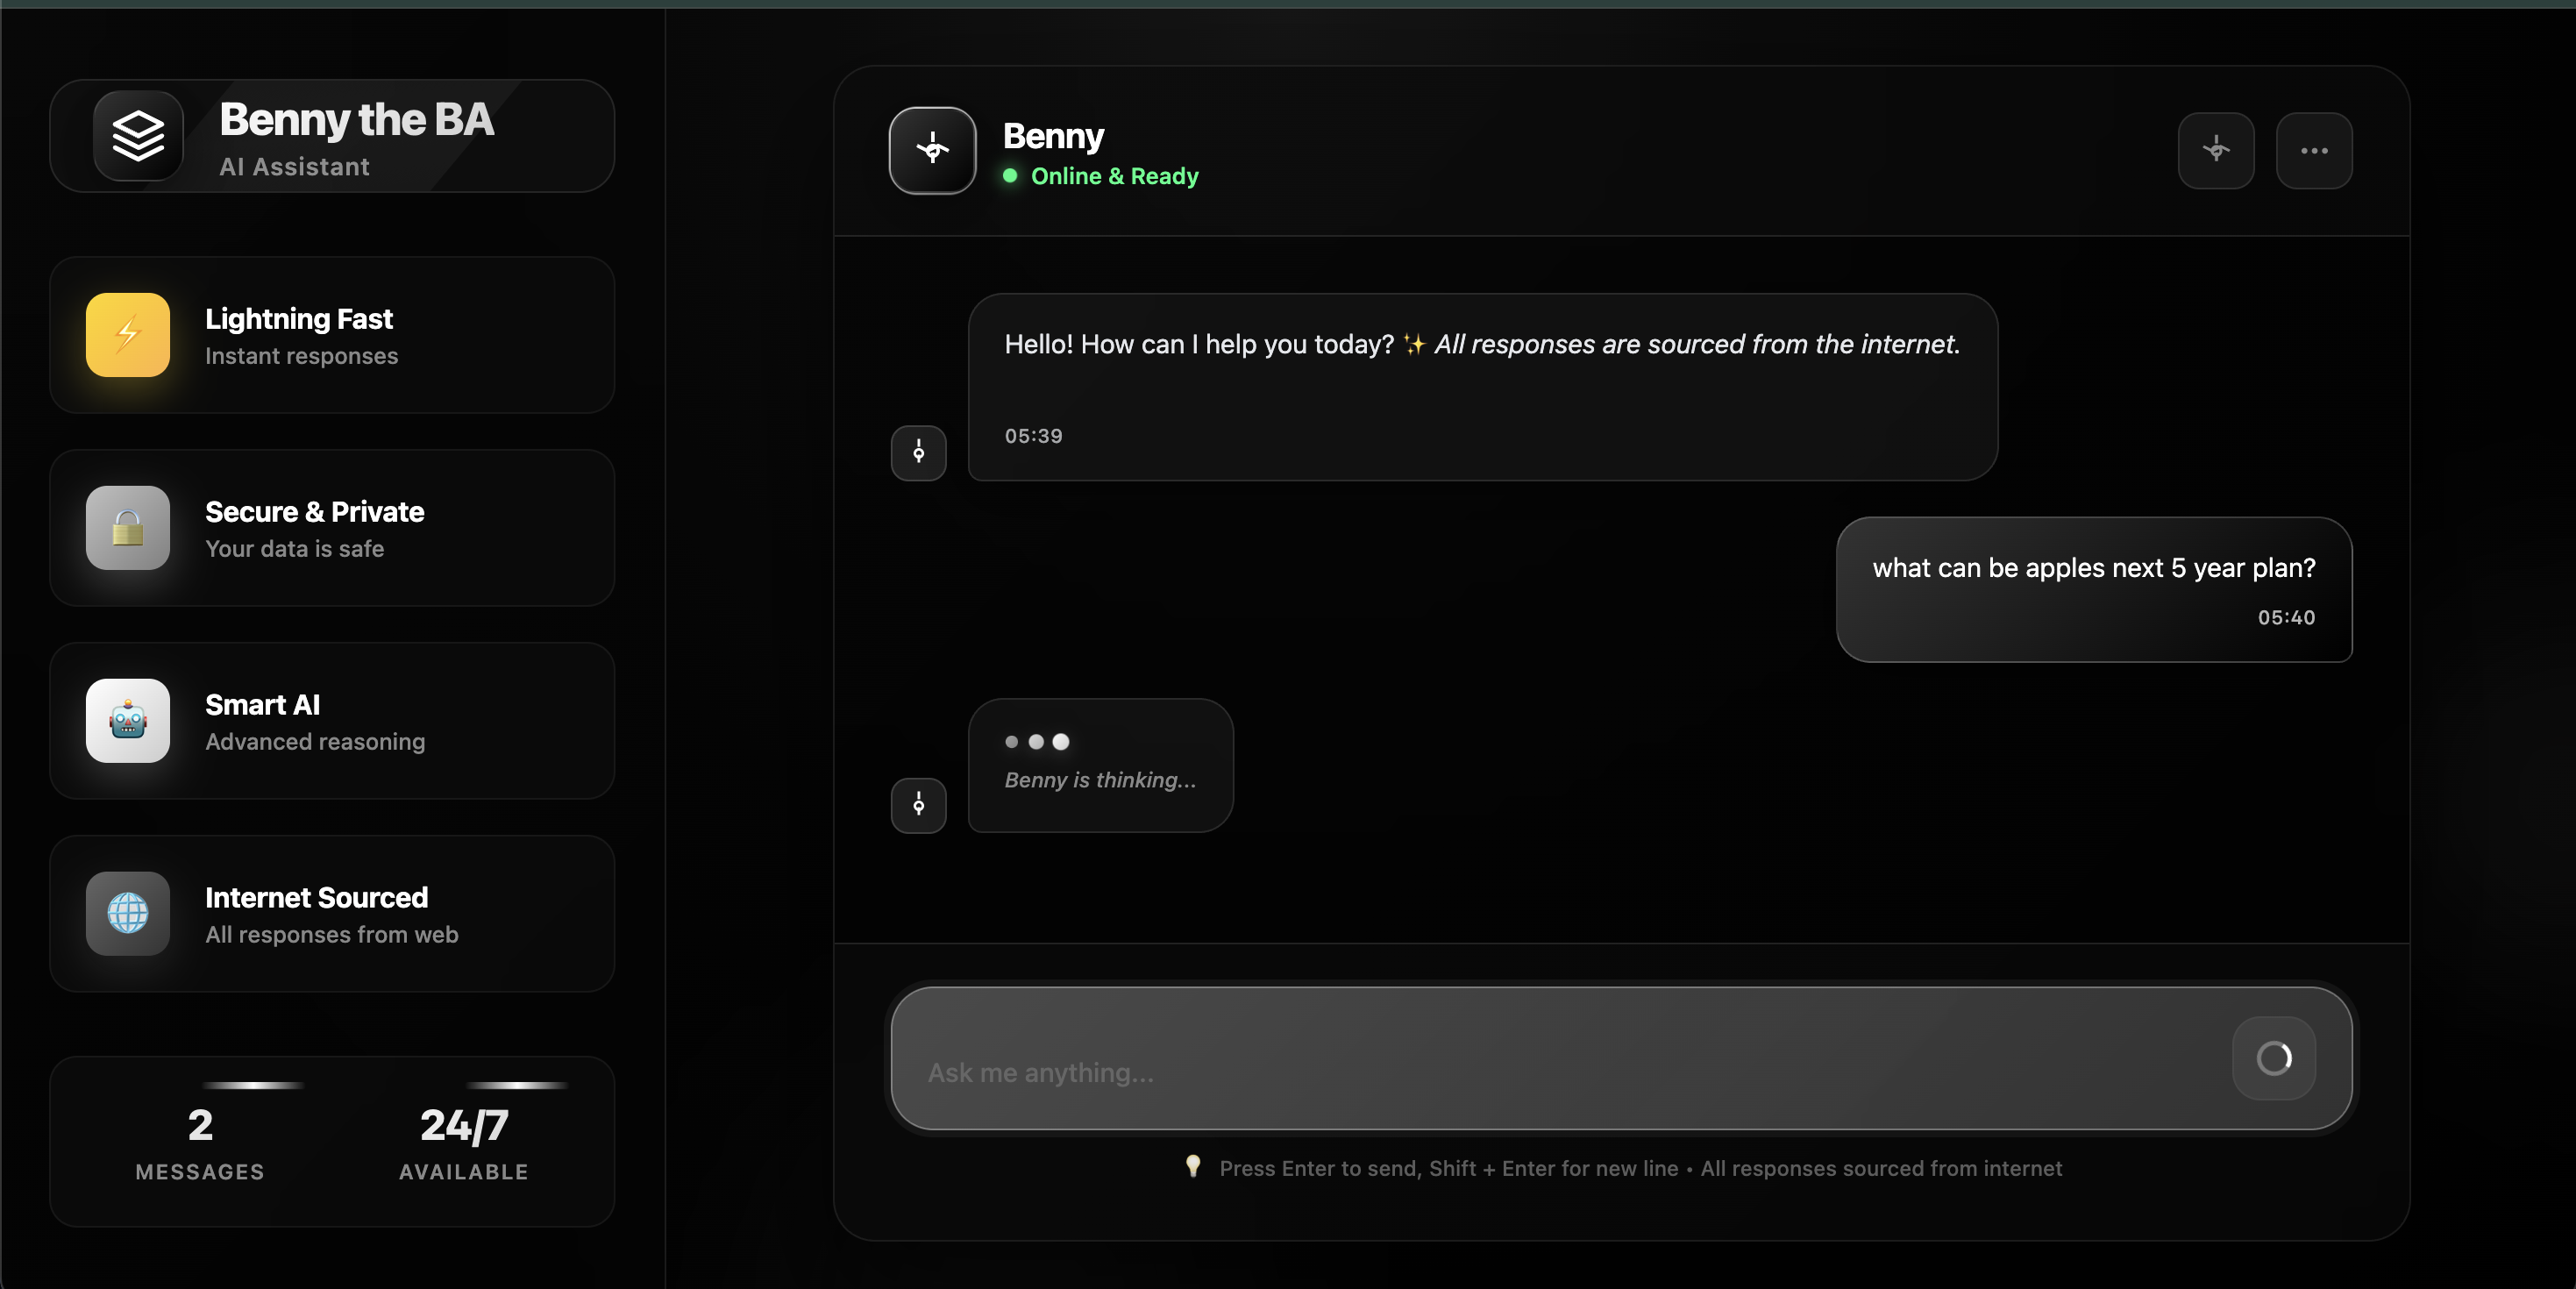 Benny the BA
AI Assistant
Lightning Fast
Instant responses
Secure & Private
Your data is safe
Smart AI
Advanced reasoning
Internet Sourced
All responses from web
2
MESSAGES
24/7
AVAILABLE
Benny
Online & Ready
Hello! How can I help you today? ✨ All responses are sourced from the internet.
05:39
what can be apples next 5 year plan?
05:40
Benny is thinking...
Ask me anything...
💡 Press Enter to send, Shift + Enter for new line • All responses sourced from internet